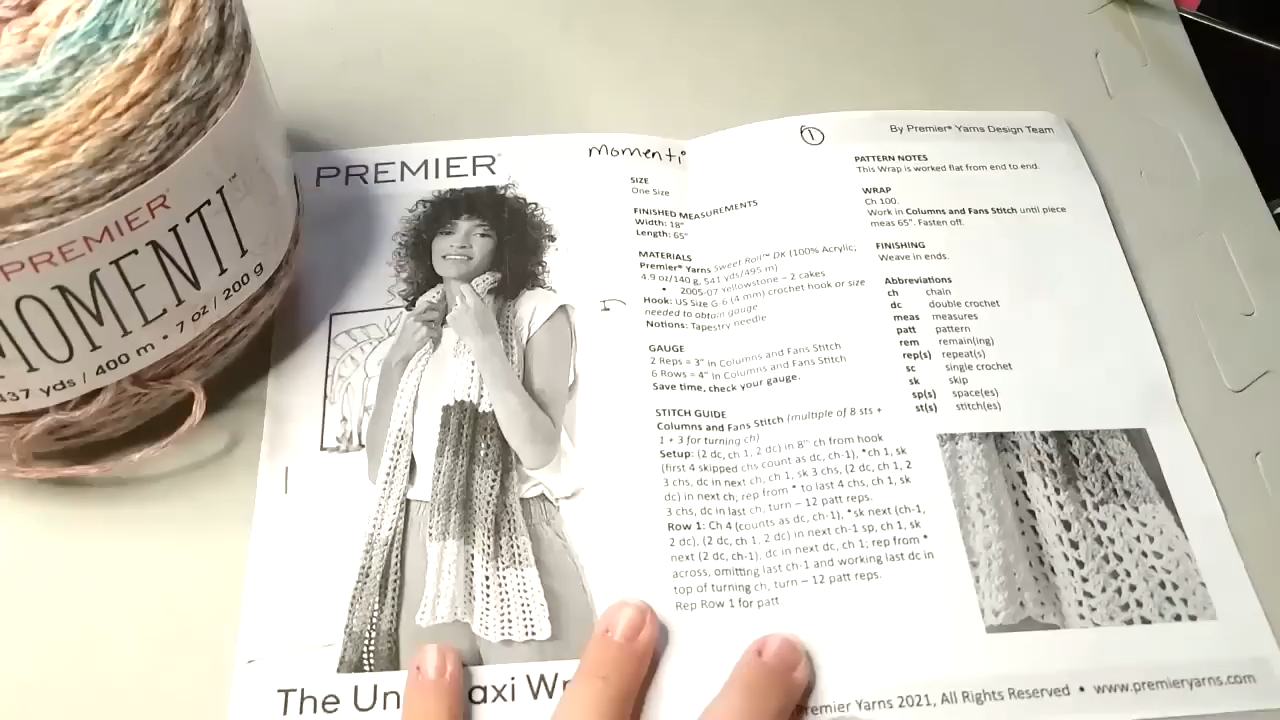 PREMIER
MOMENTI™
437 yds / 400 m • 7 oz / 200 g
PREMIER®
The Un axi W
momenti
SIZE
One Size
FINISHED MEASUREMENTS
Width: 18"
Length: 65"
MATERIALS
Premier® Yarns Sweet Roll™ DK (100% Acrylic;
4.9 oz/140 g, 541 yds/495 m)
• 2005-07 Yellowstone – 2 cakes
Hook: US Size G-6 (4 mm) crochet hook or size
needed to obtain gauge
Notions: Tapestry needle
I
GAUGE
2 Reps = 3" in Columns and Fans Stitch
6 Rows = 4" in Columns and Fans Stitch
Save time, check your gauge.
STITCH GUIDE
Columns and Fans Stitch (multiple of 8 sts +
1 + 3 for turning ch)
Setup: (2 dc, ch 1, 2 dc) in 8th ch from hook
(first 4 skipped chs count as dc, ch-1), *ch 1, sk
3 chs, dc in next ch, ch 1, sk 3 chs, (2 dc, ch 1, 2
dc) in next ch; rep from * to last 4 chs, ch 1, sk
3 chs, dc in last ch, turn – 12 patt reps.
Row 1: Ch 4 (counts as dc, ch-1), *sk next (ch-1,
2 dc), (2 dc, ch 1, 2 dc) in next ch-1 sp, ch 1, sk
next (2 dc, ch-1), dc in next dc, ch 1; rep from *
across, omitting last ch-1 and working last dc in
top of turning ch, turn – 12 patt reps.
Rep Row 1 for patt
1
By Premier® Yarns Design Team
PATTERN NOTES
This Wrap is worked flat from end to end.
WRAP
Ch 100.
Work in Columns and Fans Stitch until piece
meas 65". Fasten off.
FINISHING
Weave in ends.
Abbreviations
ch chain
dc double crochet
meas measures
patt pattern
rem remain(ing)
rep(s) repeat(s)
sc single crochet
sk skip
sp(s) space(es)
st(s) stitch(es)
Premier Yarns 2021, All Rights Reserved • www.premieryarns.com